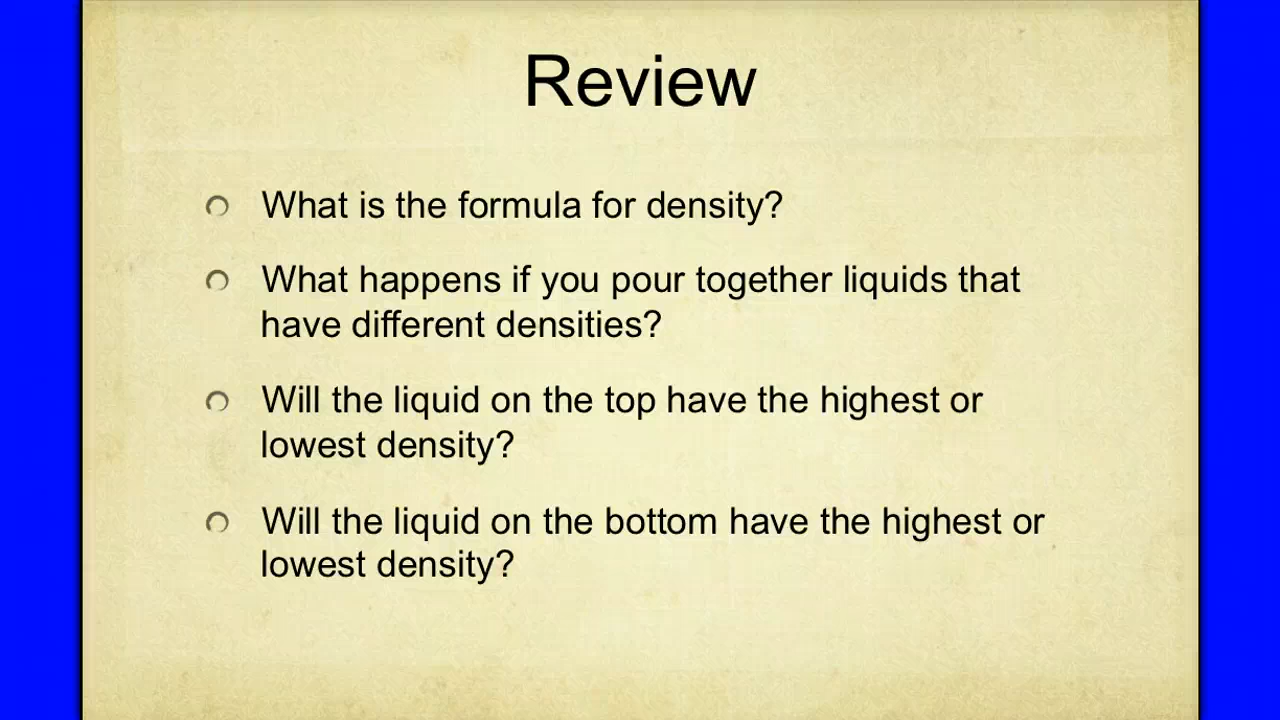 Review
What is the formula for density?
What happens if you pour together liquids that
have different densities?
Will the liquid on the top have the highest or
lowest density?
Will the liquid on the bottom have the highest or
lowest density?